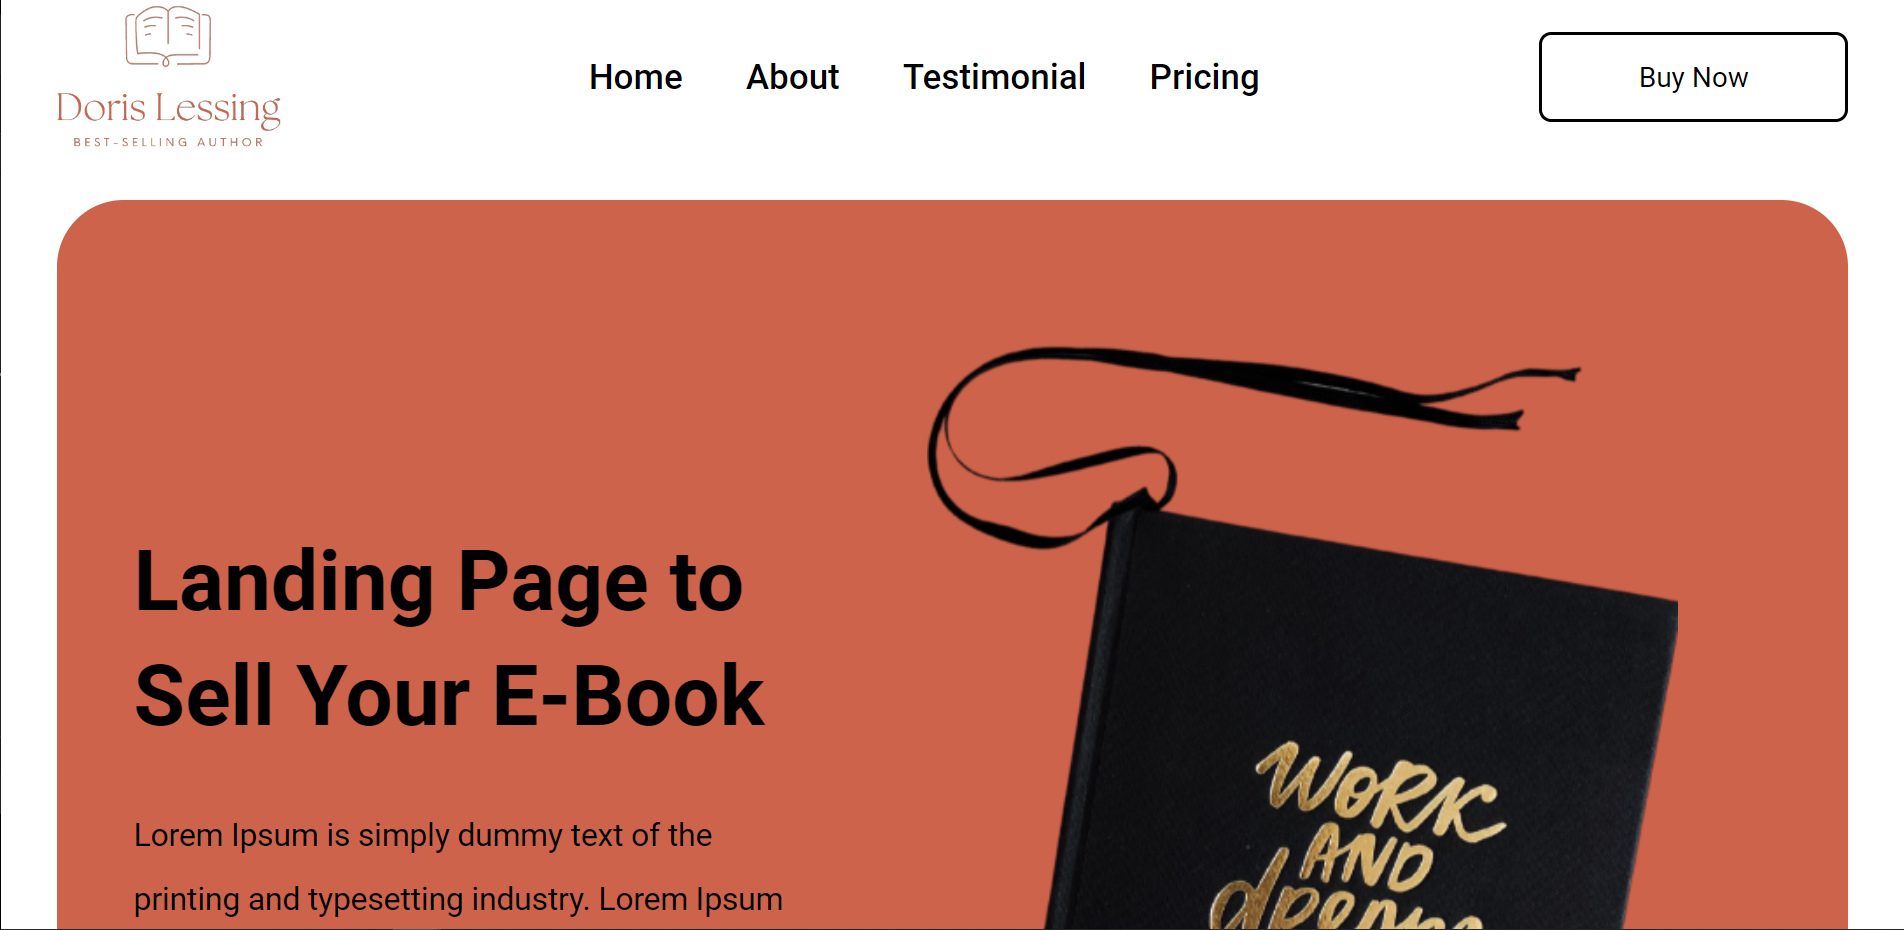 Doris Lessing
BEST-SELLING AUTHOR
Home About Testimonial Pricing
Buy Now
Landing Page to
Sell Your E-Book
Lorem Ipsum is simply dummy text of the
printing and typesetting industry. Lorem Ipsum
WORK
AND